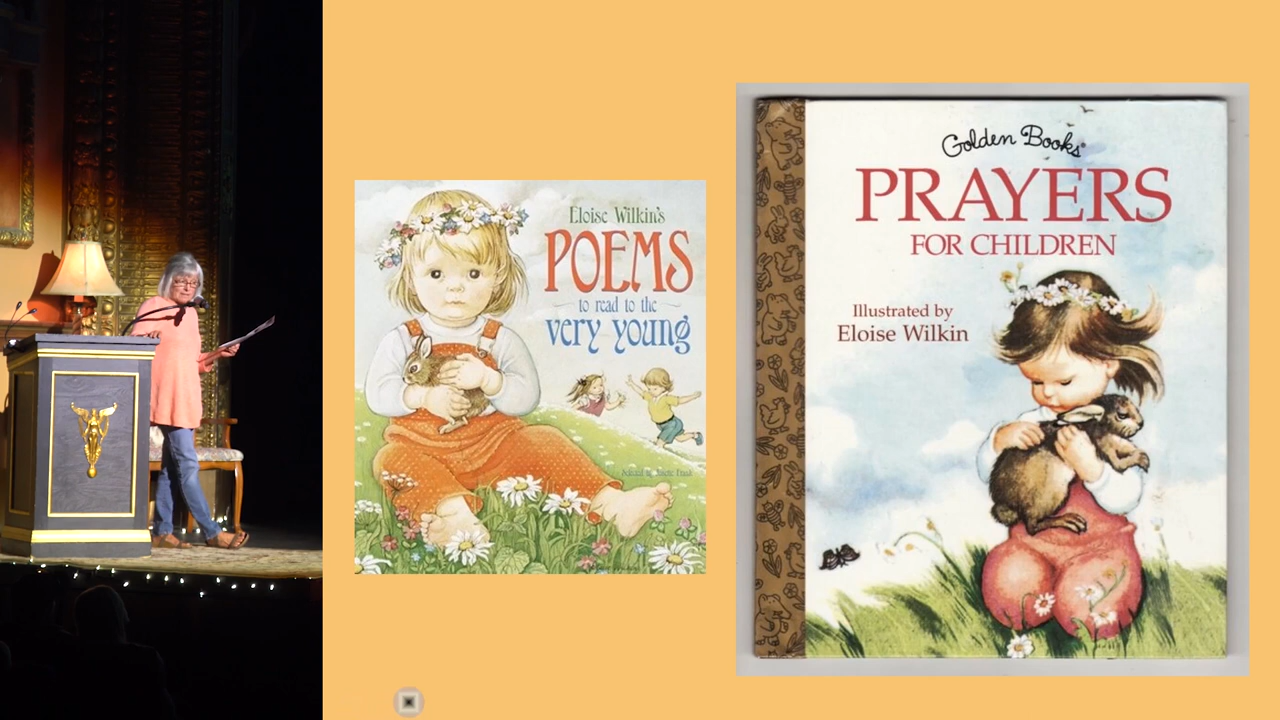 Eloise Wilkin's
POEMS
to read to the
very young
Golden Books®
PRAYERS
FOR CHILDREN
Illustrated by
Eloise Wilkin